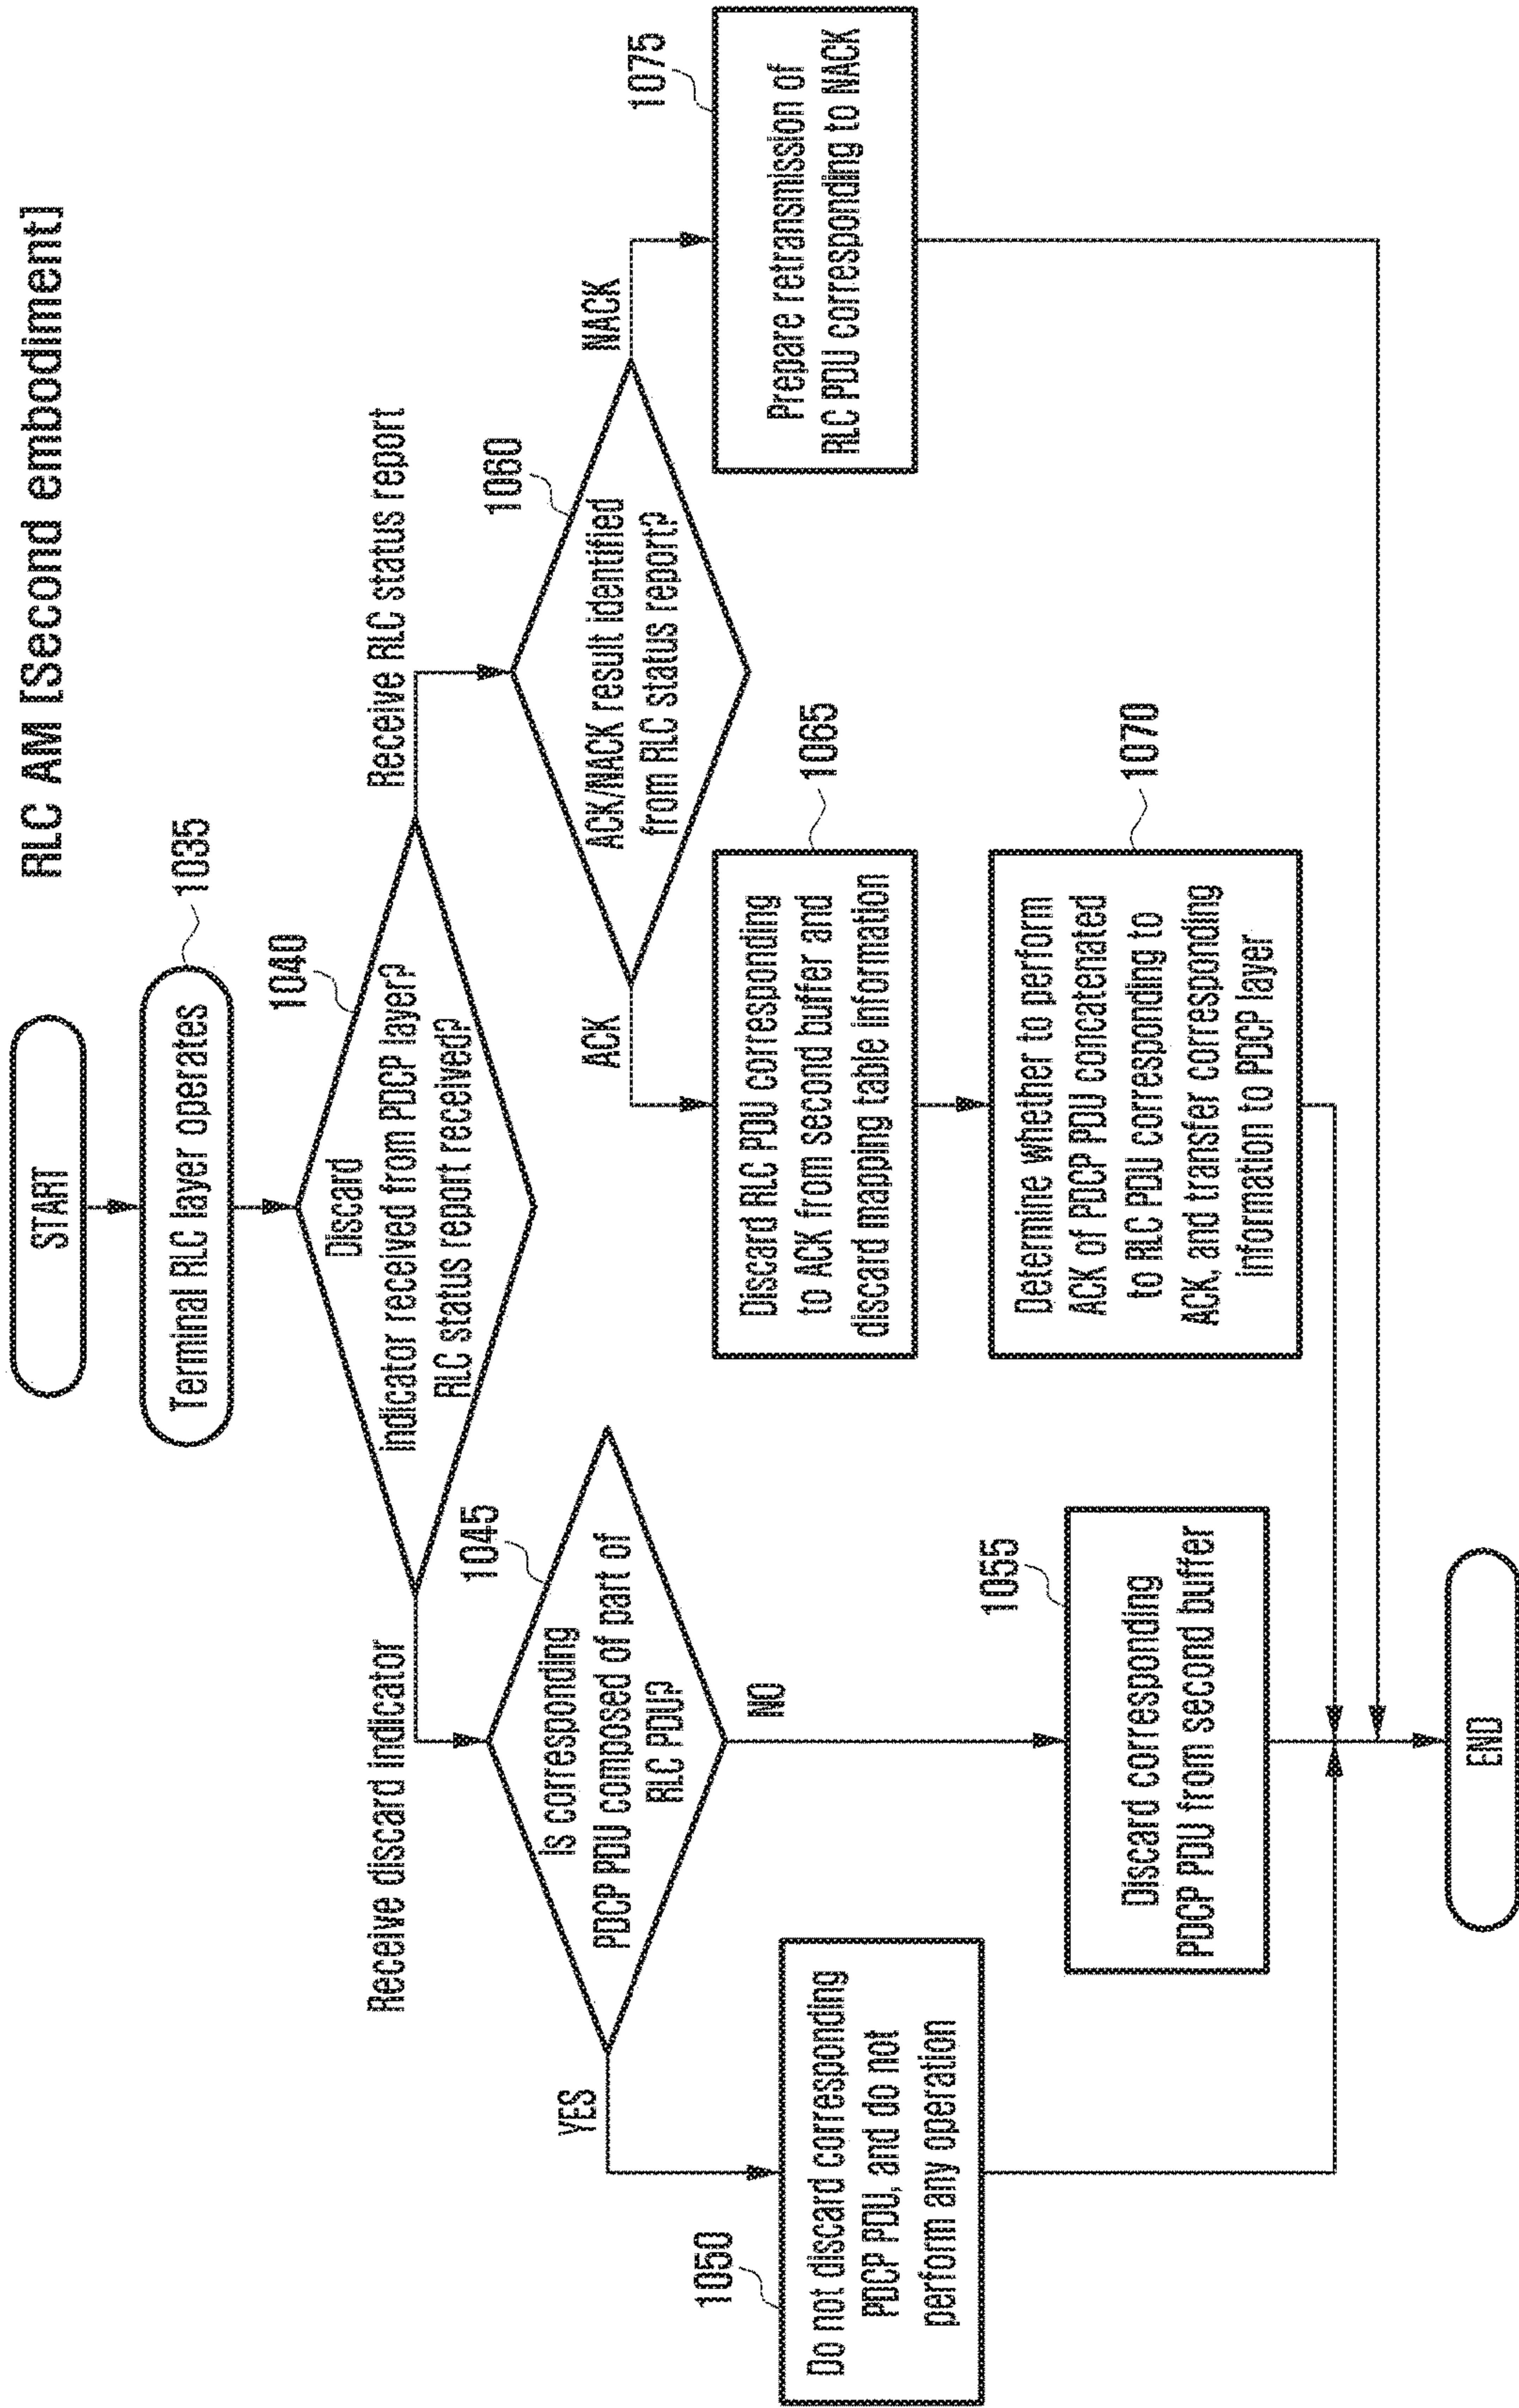 RLC AM [Second embodiment]
START
Terminal RLC layer operates
1035
1040
Discard
indicator received from PDCP layer?
RLC status report received?
Receive discard indicator
Receive RLC status report
1045
Is corresponding
PDCP PDU composed of part of
RLC PDU?
YES
NO
1050
Do not discard corresponding
PDCP PDU, and do not
perform any operation
1055
Discard corresponding
PDCP PDU from second buffer
1060
ACK/NACK result identified
from RLC status report?
ACK
NACK
1065
Discard RLC PDU corresponding
to ACK from second buffer and
discard mapping table information
1070
Determine whether to perform
ACK of PDCP PDU concatenated
to RLC PDU corresponding to
ACK, and transfer corresponding
information to PDCP layer
1075
Prepare retransmission of
RLC PDU corresponding to NACK
END